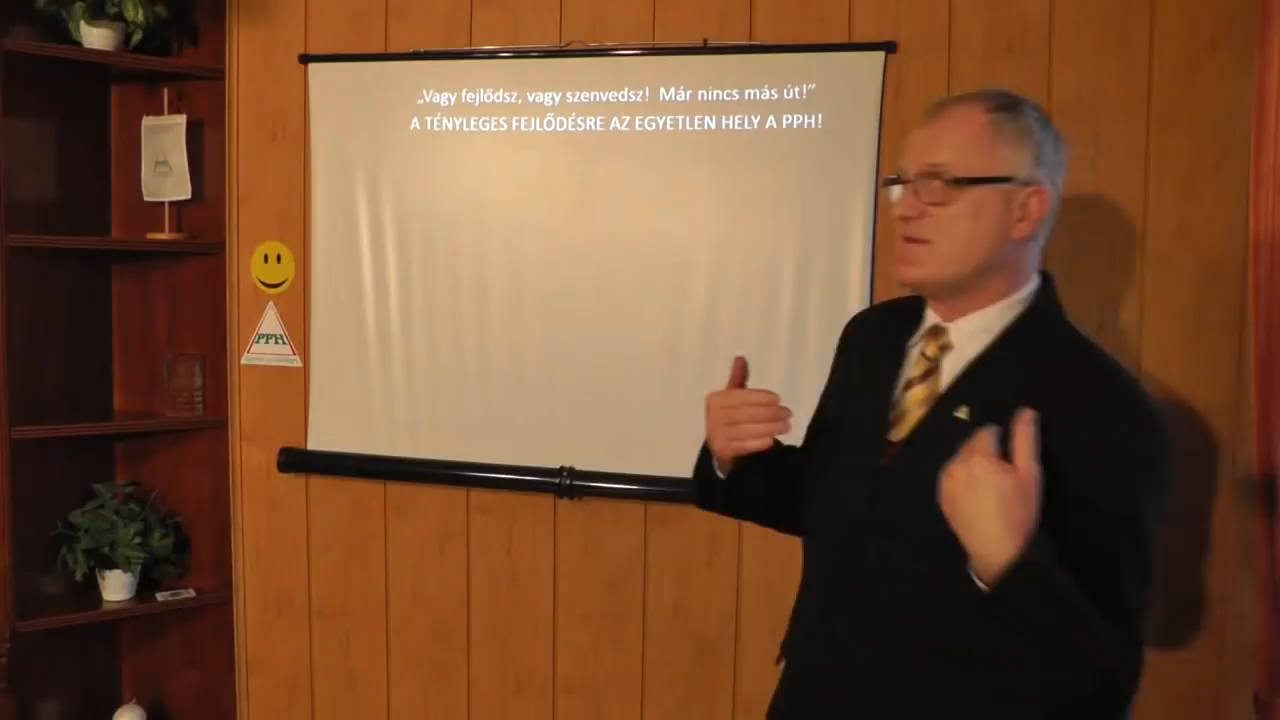 „Vagy fejlődsz, vagy szenvedsz!  Már nincs más út!”
A TÉNYLEGES FEJLŐDÉSRE AZ EGYETLEN HELY A PPH!
PPH